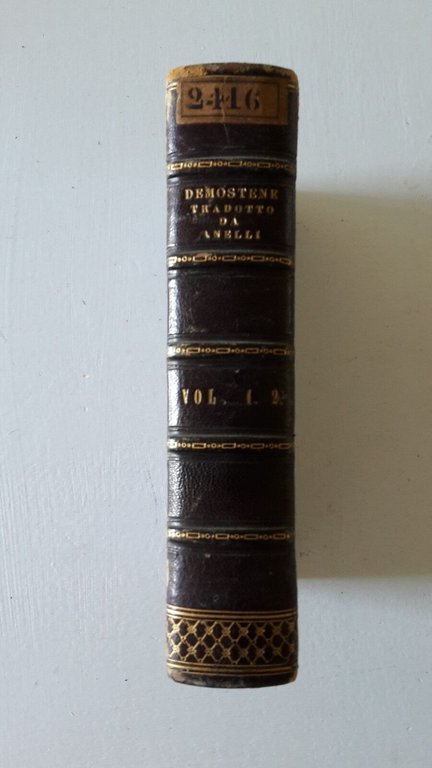 2416
DEMOSTENE
TRADOTTO
DA
ANELLI
VOL. 1. 2.